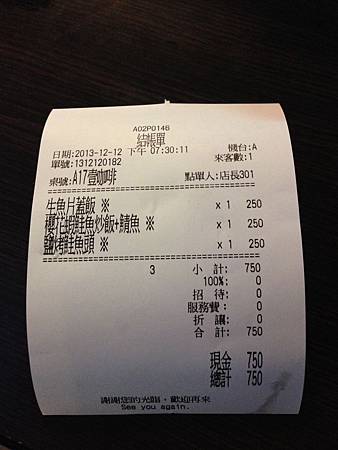 A02P0146
結帳單
日期:2013-12-12 下午 07:30:11 機台:A
單號:1312120182 來客數:1
桌號:A17壹咖啡 點單人:店長301
生魚片蓋飯 ※ x 1 250
櫻花蝦鮭魚炒飯+鯖魚 ※ x 1 250
鹽烤鮭魚頭 ※ x 1 250
3 小 計: 750
100%: 0
招 待: 0
服務費: 0
折 讓: 0
合 計: 750
現金 750
總計 750
謝謝您的光臨,歡迎再來
See you again.